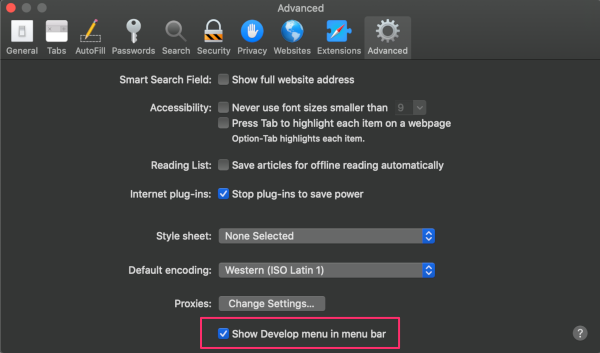 Advanced
General Tabs AutoFill Passwords Search Security Privacy Websites Extensions Advanced
Smart Search Field: Show full website address
Accessibility: Never use font sizes smaller than 9
Press Tab to highlight each item on a webpage
Option-Tab highlights each item.
Reading List: Save articles for offline reading automatically
Internet plug-ins: Stop plug-ins to save power
Style sheet: None Selected
Default encoding: Western (ISO Latin 1)
Proxies: Change Settings...
Show Develop menu in menu bar
?